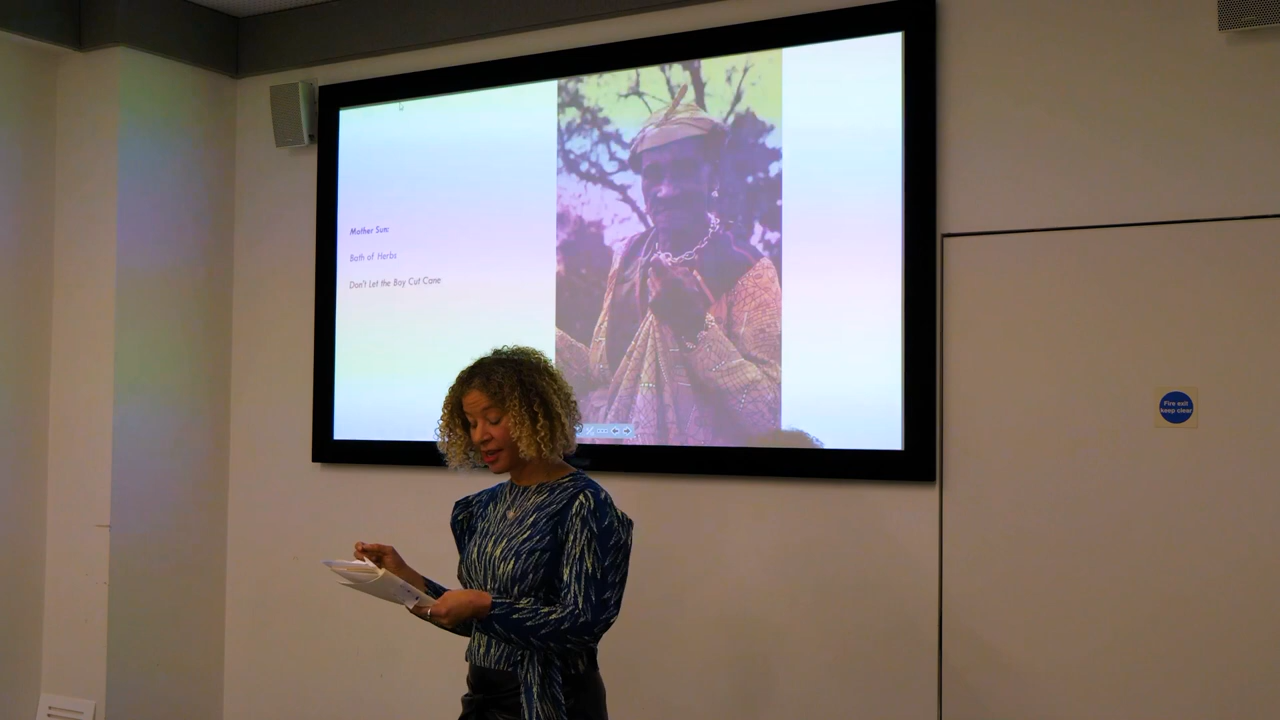 Mother Sun:
Bath of Herbs
Don't Let the Boy Cut Cane
Fire exit
keep clear